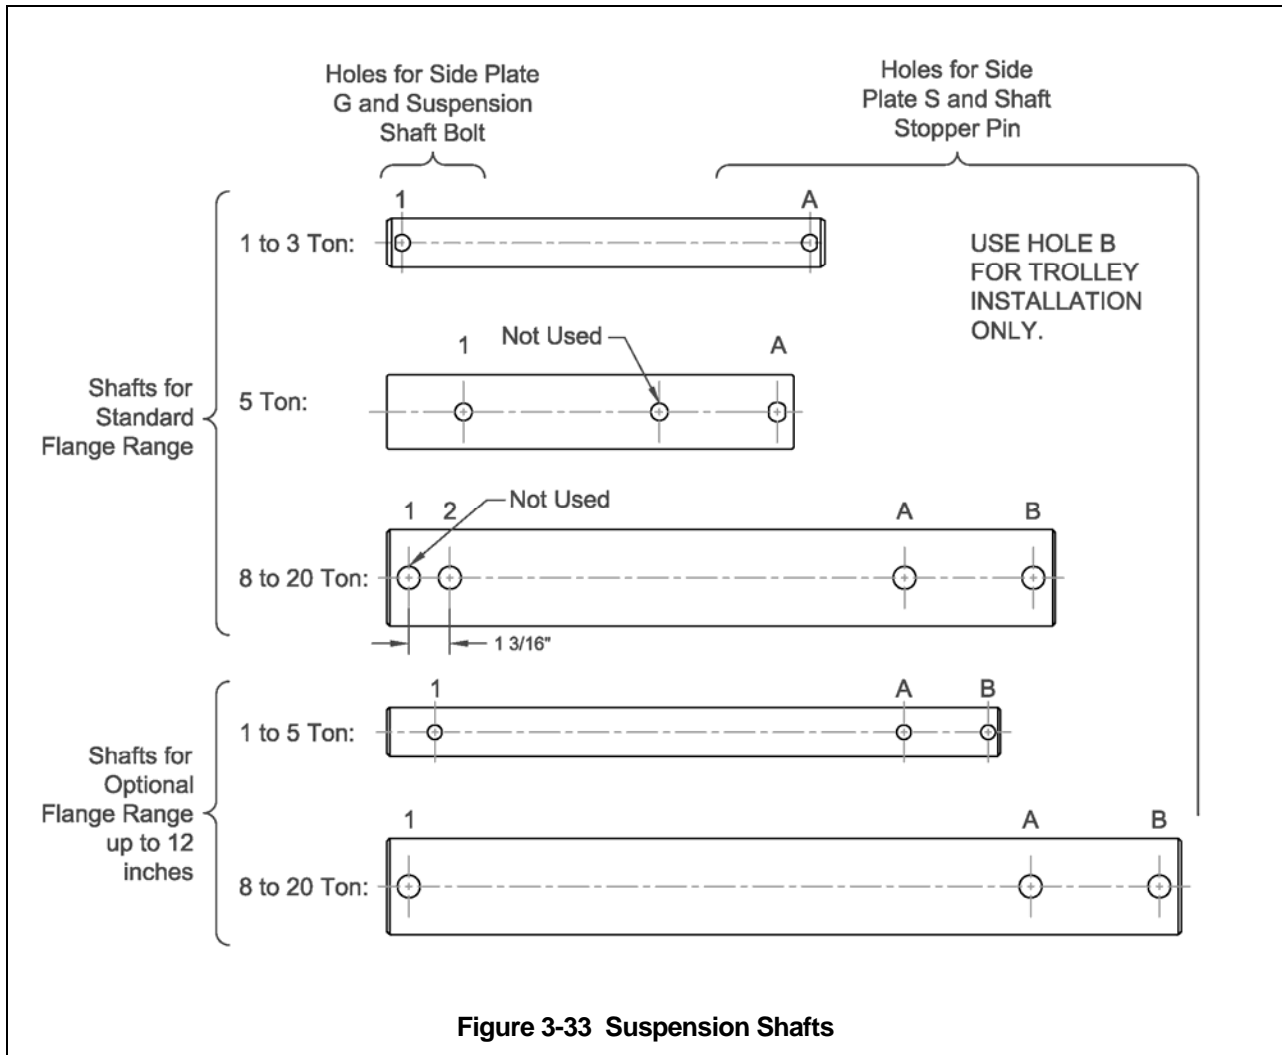 Holes for Side Plate
G and Suspension
Shaft Bolt
Holes for Side
Plate S and Shaft
Stopper Pin
1
A
1 to 3 Ton:
USE HOLE B
FOR TROLLEY
INSTALLATION
ONLY.
Not Used
1
A
5 Ton:
Shafts for
Standard
Flange Range
Not Used
1
2
A
B
8 to 20 Ton:
1 3/16"
1
A
B
1 to 5 Ton:
Shafts for
Optional
Flange Range
up to 12
inches
1
A
B
8 to 20 Ton:
Figure 3-33 Suspension Shafts